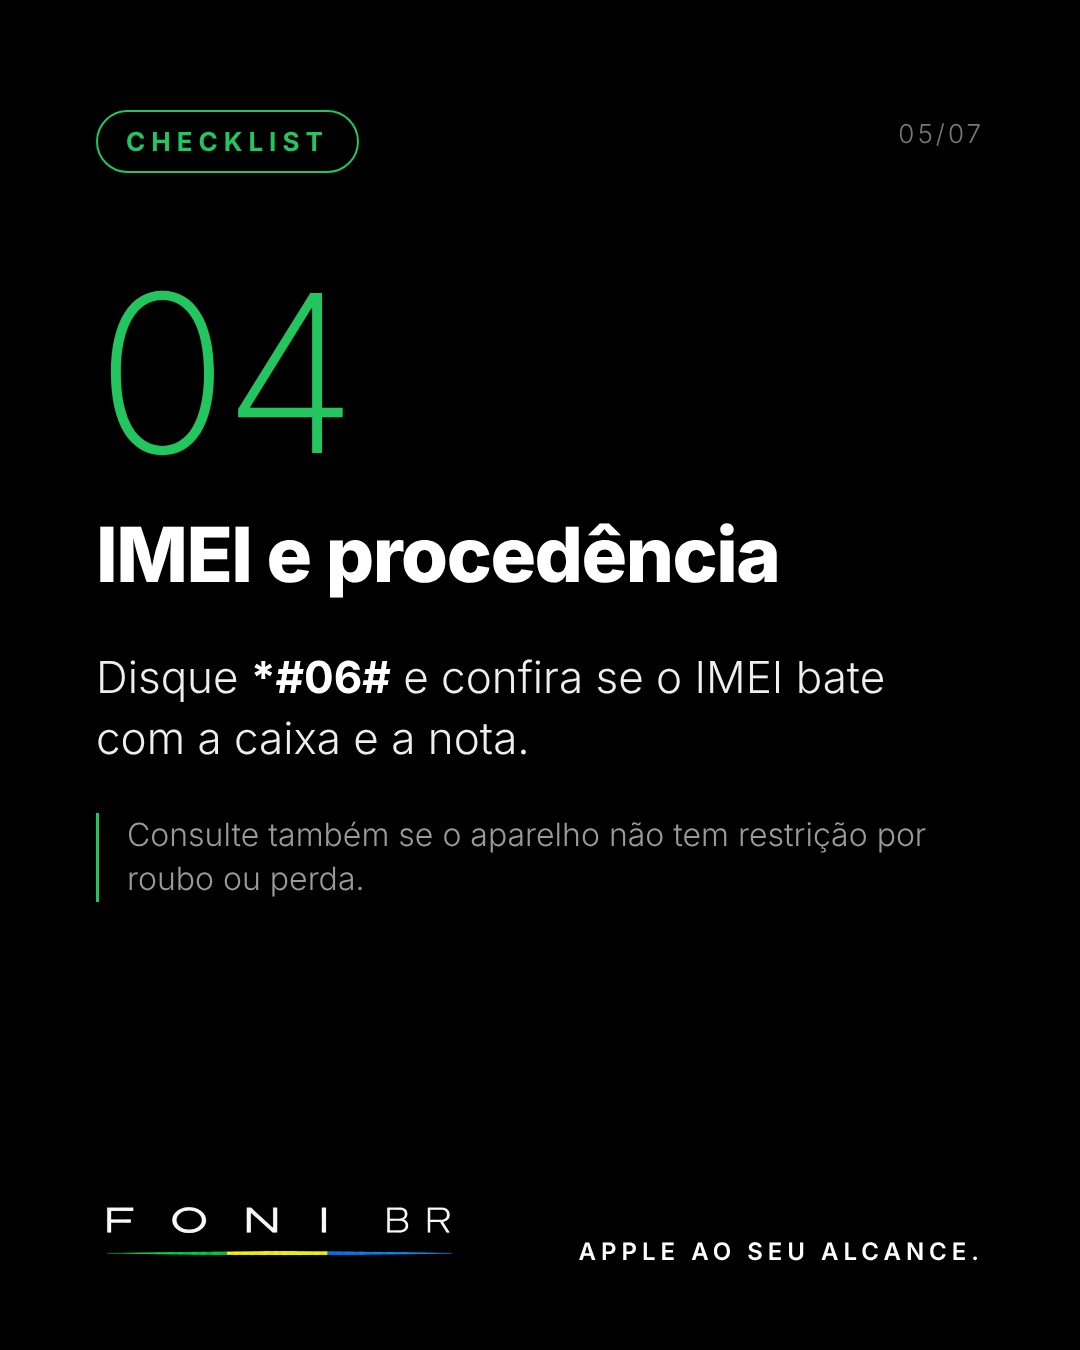 CHECKLIST
05/07
04
IMEI e procedência
Disque *#06# e confira se o IMEI bate
com a caixa e a nota.
Consulte também se o aparelho não tem restrição por
roubo ou perda.
FONI BR
APPLE AO SEU ALCANCE.